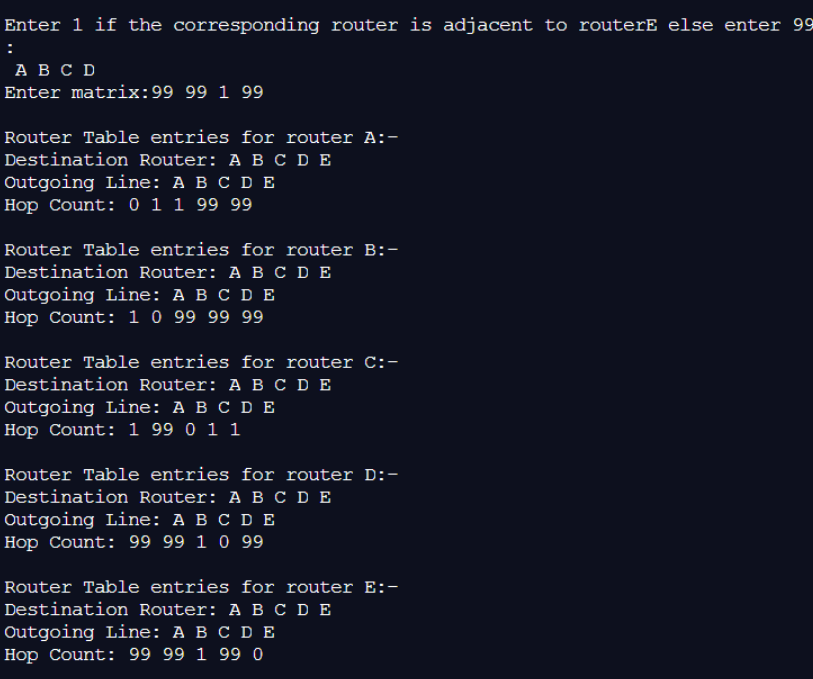 Enter 1 if the corresponding router is adjacent to routerE else enter 99
:
A B C D
Enter matrix:99 99 1 99
Router Table entries for router A:-
Destination Router: A B C D E
Outgoing Line: A B C D E
Hop Count: 0 1 1 99 99
Router Table entries for router B:-
Destination Router: A B C D E
Outgoing Line: A B C D E
Hop Count: 1 0 99 99 99
Router Table entries for router C:-
Destination Router: A B C D E
Outgoing Line: A B C D E
Hop Count: 1 99 0 1 1
Router Table entries for router D:-
Destination Router: A B C D E
Outgoing Line: A B C D E
Hop Count: 99 99 1 0 99
Router Table entries for router E:-
Destination Router: A B C D E
Outgoing Line: A B C D E
Hop Count: 99 99 1 99 0